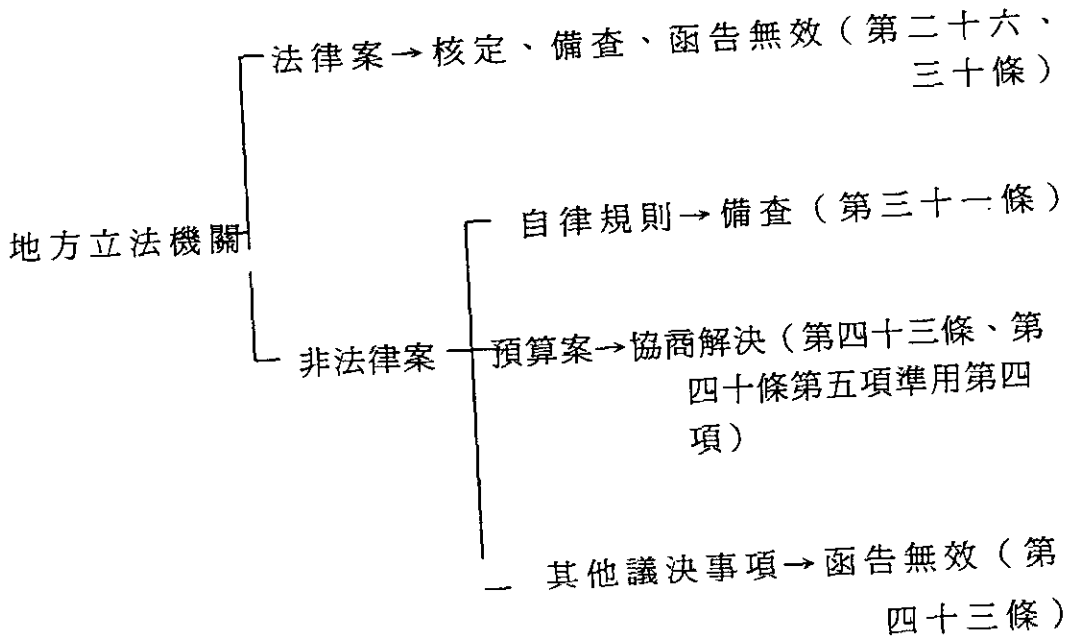 法律案→核定、備查、函告無效（第二十六、
三十條）
自律規則→備查（第三十一條）
地方立法機關
非法律案
預算案→協商解決（第四十三條、第
四十條第五項準用第四
項）
其他議決事項→函告無效（第
四十三條）